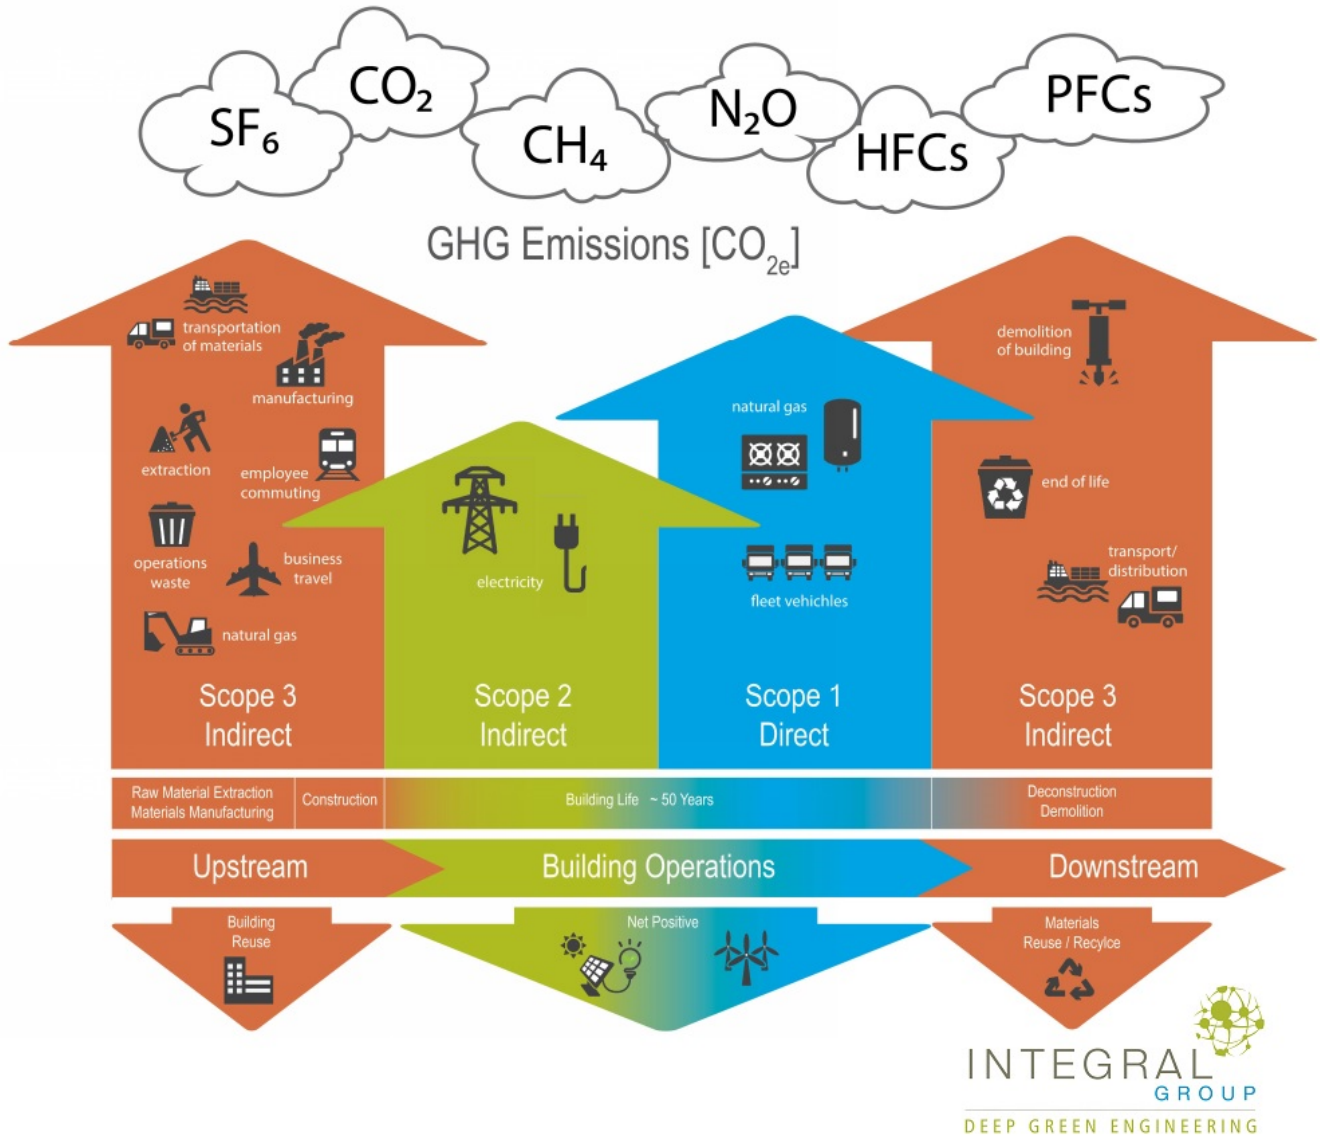 SF6
CO2
CH4
N2O
HFCs
PFCs
GHG Emissions [CO2e]
transportation
of materials
manufacturing
extraction
employee
commuting
operations
waste
business
travel
natural gas
Scope 3
Indirect
electricity
Scope 2
Indirect
natural gas
fleet vehichles
Scope 1
Direct
demolition
of building
end of life
transport/
distribution
Scope 3
Indirect
Raw Material Extraction
Materials Manufacturing
Construction
Building Life ~ 50 Years
Deconstruction
Demolition
Upstream
Building Operations
Downstream
Building
Reuse
Net Positive
Materials
Reuse / Recylce
INTEGRAL
GROUP
DEEP GREEN ENGINEERING